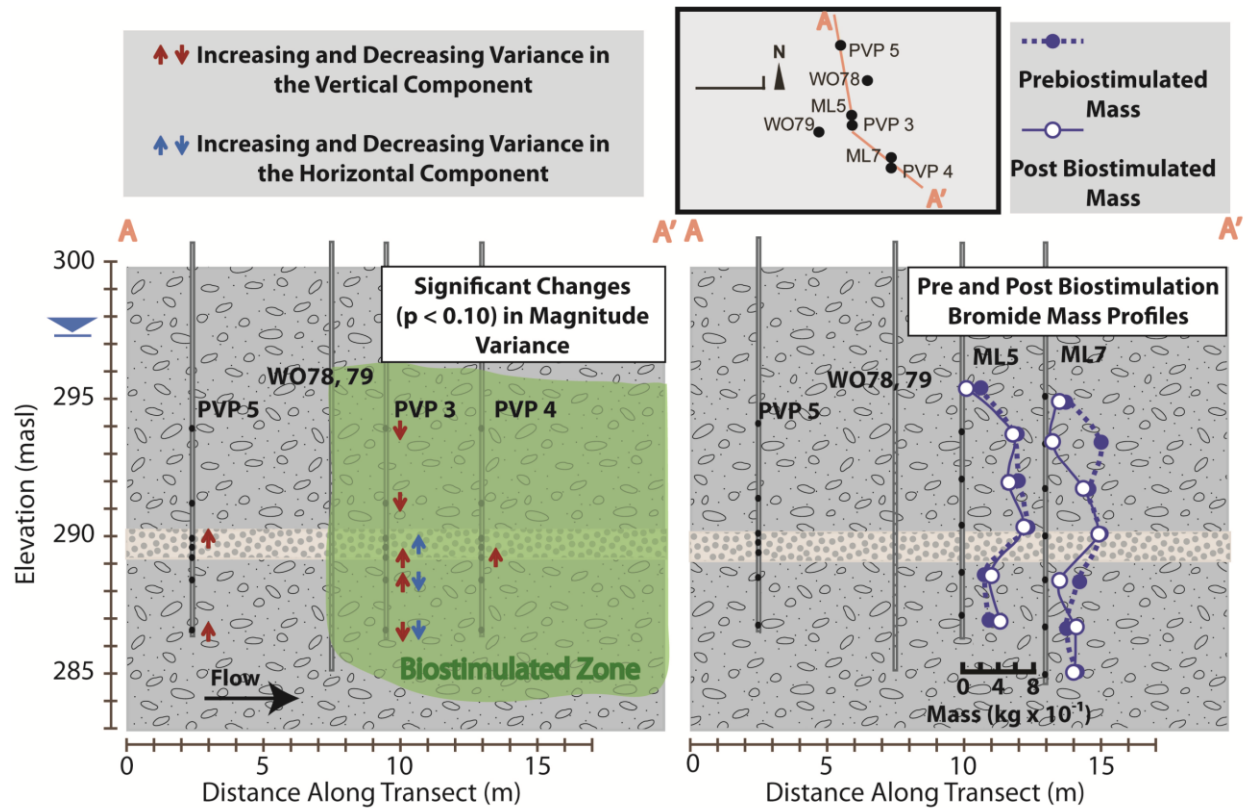 Increasing and Decreasing Variance in
the Vertical Component
Increasing and Decreasing Variance in
the Horizontal Component
A
N
PVP 5
WO78
ML5
WO79
PVP 3
ML7
PVP 4
A'
Prebiostimulated
Mass
Post Biostimulated
Mass
A
A'
A
A'
300
295
290
285
Elevation (masl)
Significant Changes
(p < 0.10) in Magnitude
Variance
WO78, 79
PVP 5
PVP 3
PVP 4
Biostimulated Zone
Flow
0
5
10
15
Distance Along Transect (m)
Pre and Post Biostimulation
Bromide Mass Profiles
ML5
ML7
WO78, 79
PVP 5
0 4 8
Mass (kg x 10⁻¹)
0
5
10
15
Distance Along Transect (m)